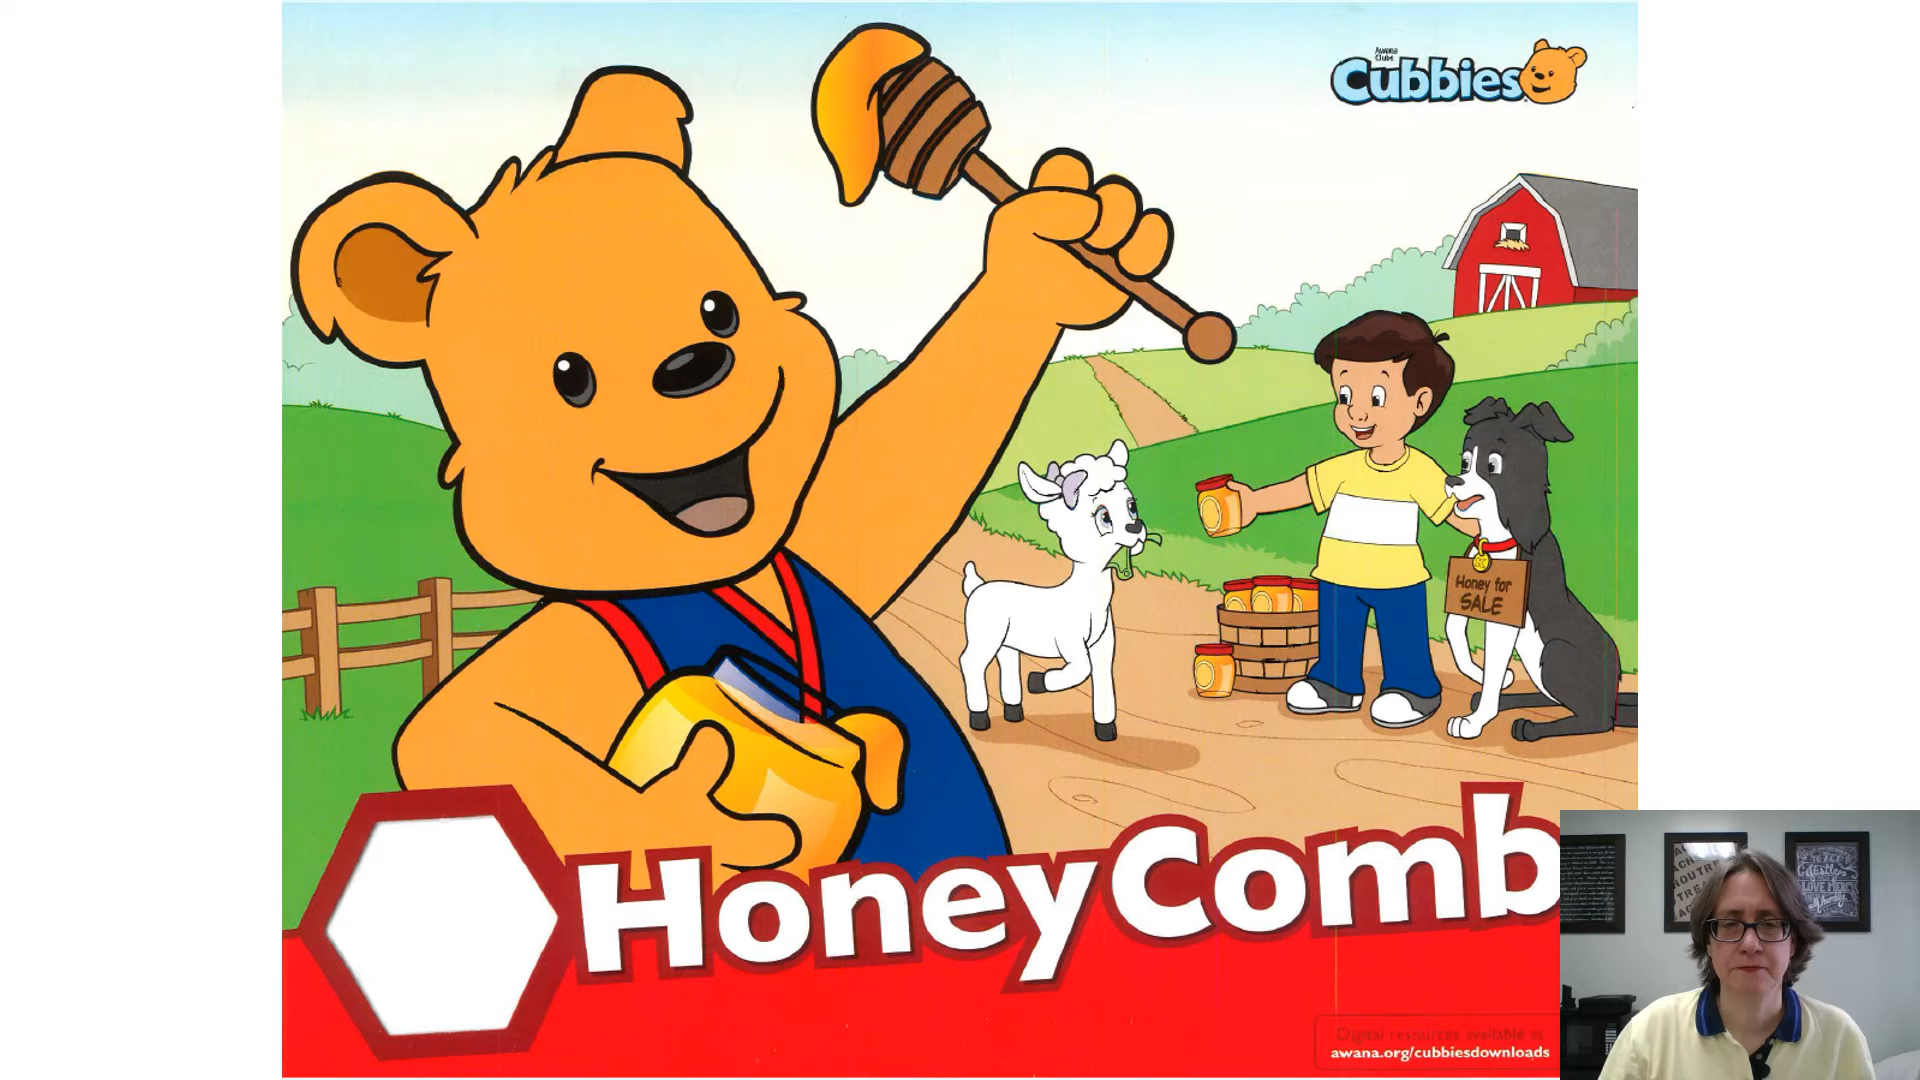 Awana
Clubs
Cubbies
Honey for
SALE
HoneyComb
Digital resources available at
awana.org/cubbiesdownloads